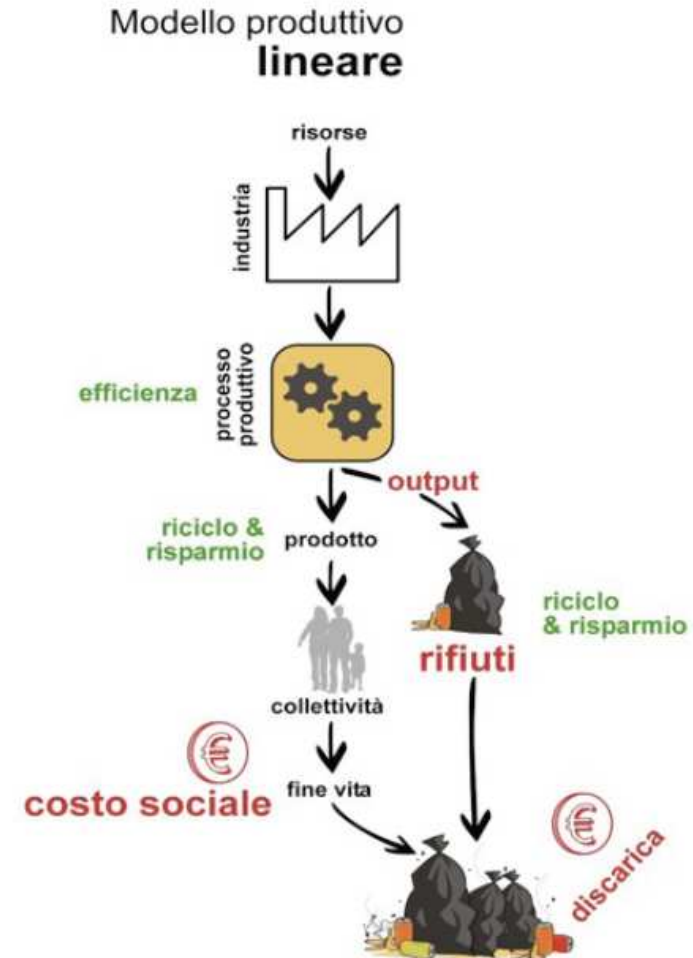 Modello produttivo
lineare
risorse
industria
processo
produttivo
efficienza
output
riciclo &
risparmio
prodotto
riciclo
& risparmio
rifiuti
collettività
€
costo sociale
fine vita
€
discarica